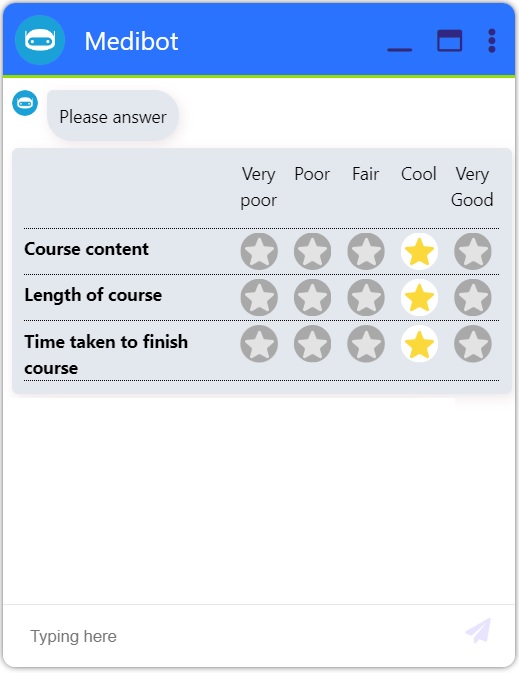 Medibot
Please answer
Very poor Poor Fair Cool Very Good
Course content
Length of course
Time taken to finish
course
Typing here